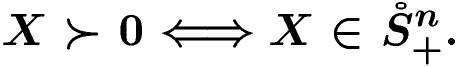 X ≻ 0 ⟺ X ∈ S̊ⁿ₊.